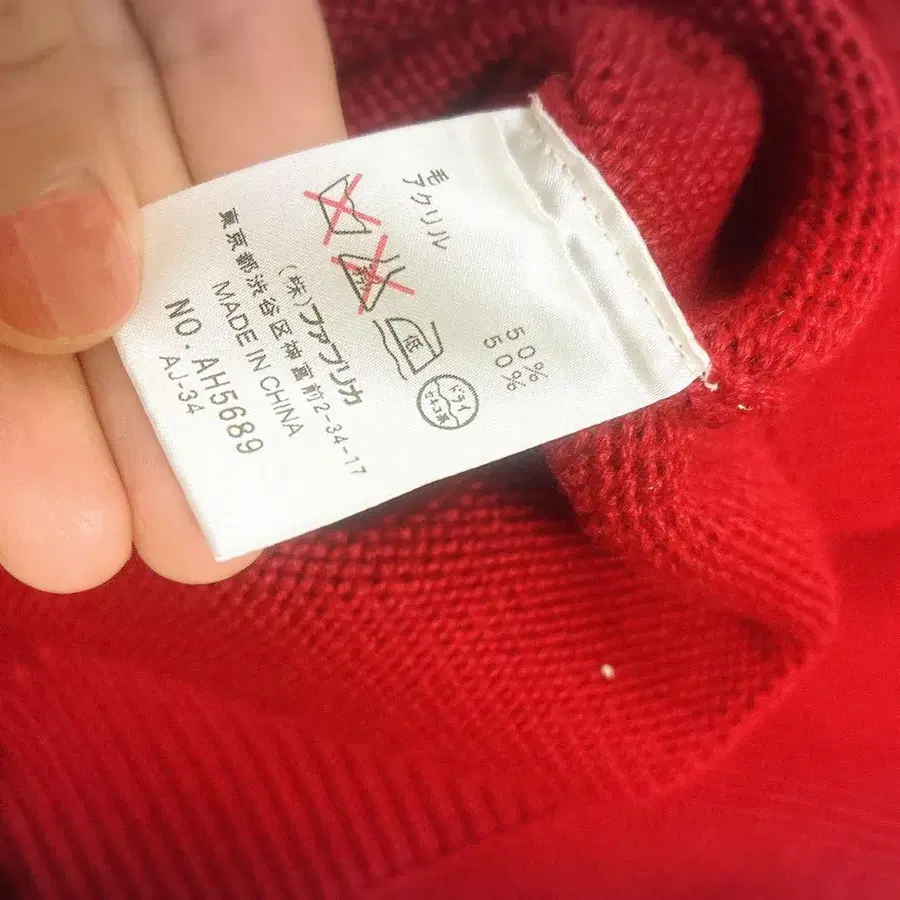 毛 50%
アクリル 50%
低
ドライ
セキユ系
(株)ファブリカ
東京都渋谷区神宮前2-34-17
MADE IN CHINA
NO. AH5689
AJ-34